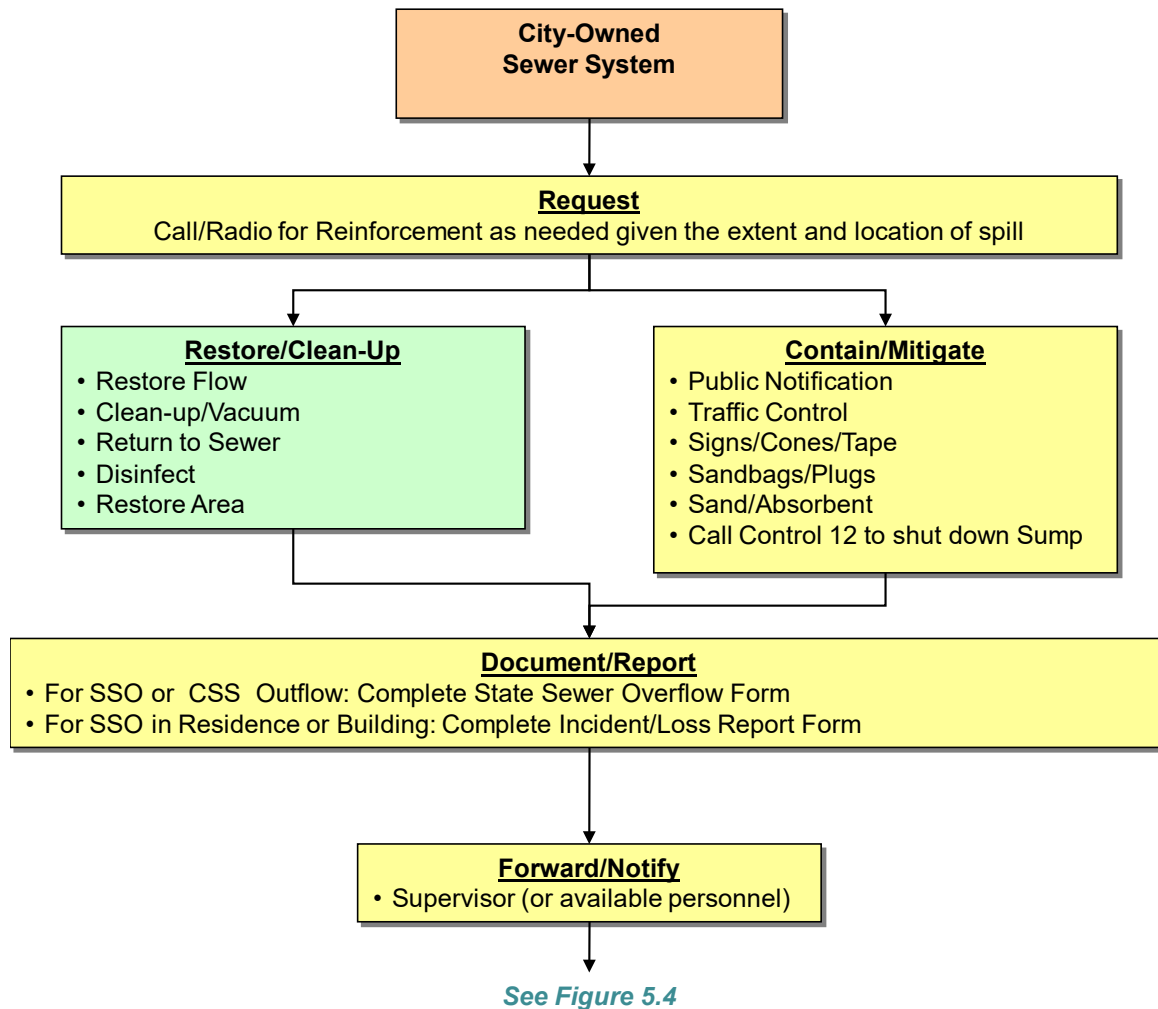 City-Owned
Sewer System
Request
Call/Radio for Reinforcement as needed given the extent and location of spill
Restore/Clean-Up
• Restore Flow
• Clean-up/Vacuum
• Return to Sewer
• Disinfect
• Restore Area
Contain/Mitigate
• Public Notification
• Traffic Control
• Signs/Cones/Tape
• Sandbags/Plugs
• Sand/Absorbent
• Call Control 12 to shut down Sump
Document/Report
• For SSO or CSS Outflow: Complete State Sewer Overflow Form
• For SSO in Residence or Building: Complete Incident/Loss Report Form
Forward/Notify
• Supervisor (or available personnel)
See Figure 5.4